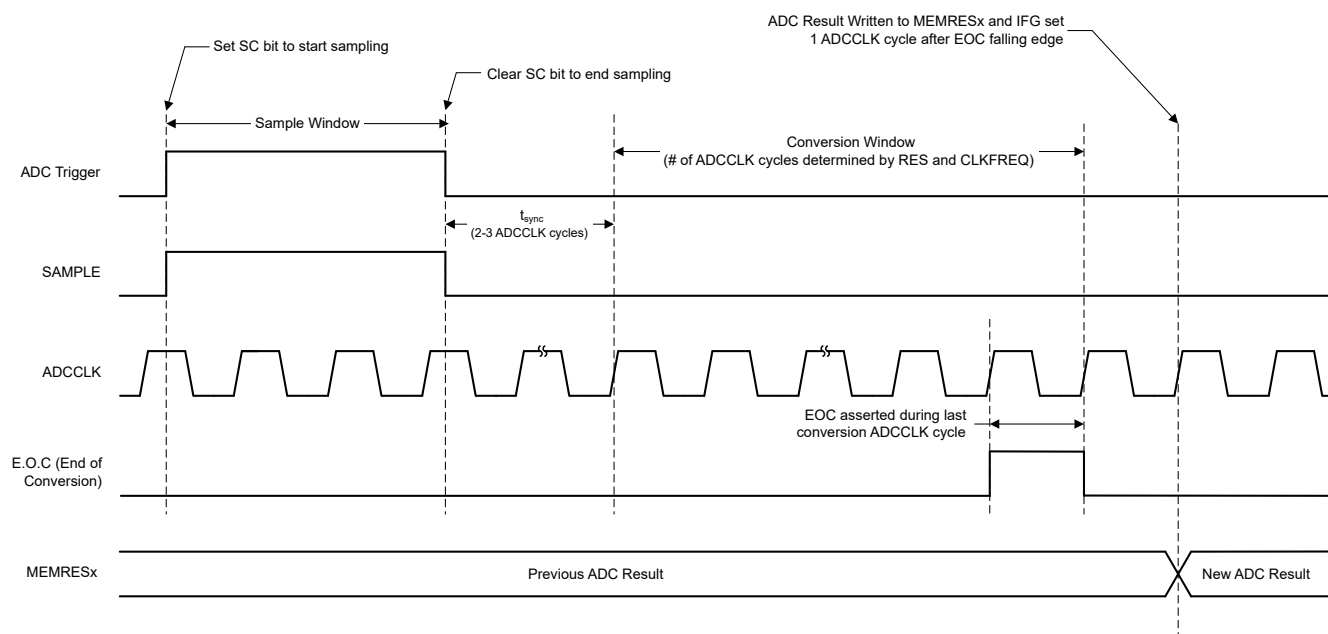 ADC Result Written to MEMRESx and IFG set
1 ADCCLK cycle after EOC falling edge
Set SC bit to start sampling
Clear SC bit to end sampling
Sample Window
Conversion Window
(# of ADCCLK cycles determined by RES and CLKFREQ)
ADC Trigger
tsync
(2-3 ADCCLK cycles)
SAMPLE
ADCCLK
EOC asserted during last
conversion ADCCLK cycle
E.O.C (End of
Conversion)
MEMRESx
Previous ADC Result
New ADC Result